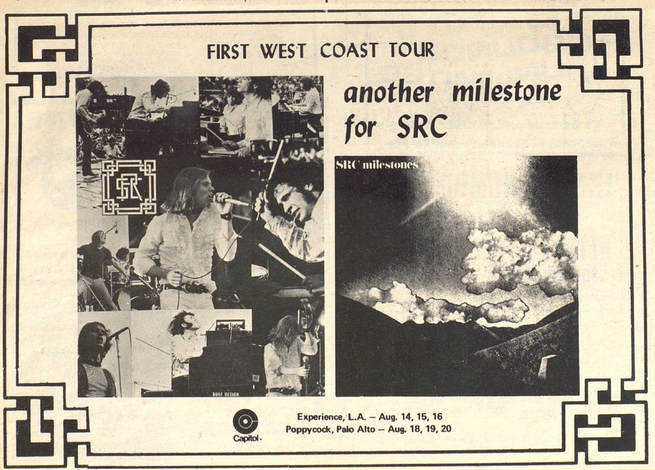 FIRST WEST COAST TOUR
another milestone
for SRC
SRC milestones
SRC
Capitol.
Experience, L.A. — Aug. 14, 15, 16
Poppycock, Palo Alto — Aug. 18, 19, 20